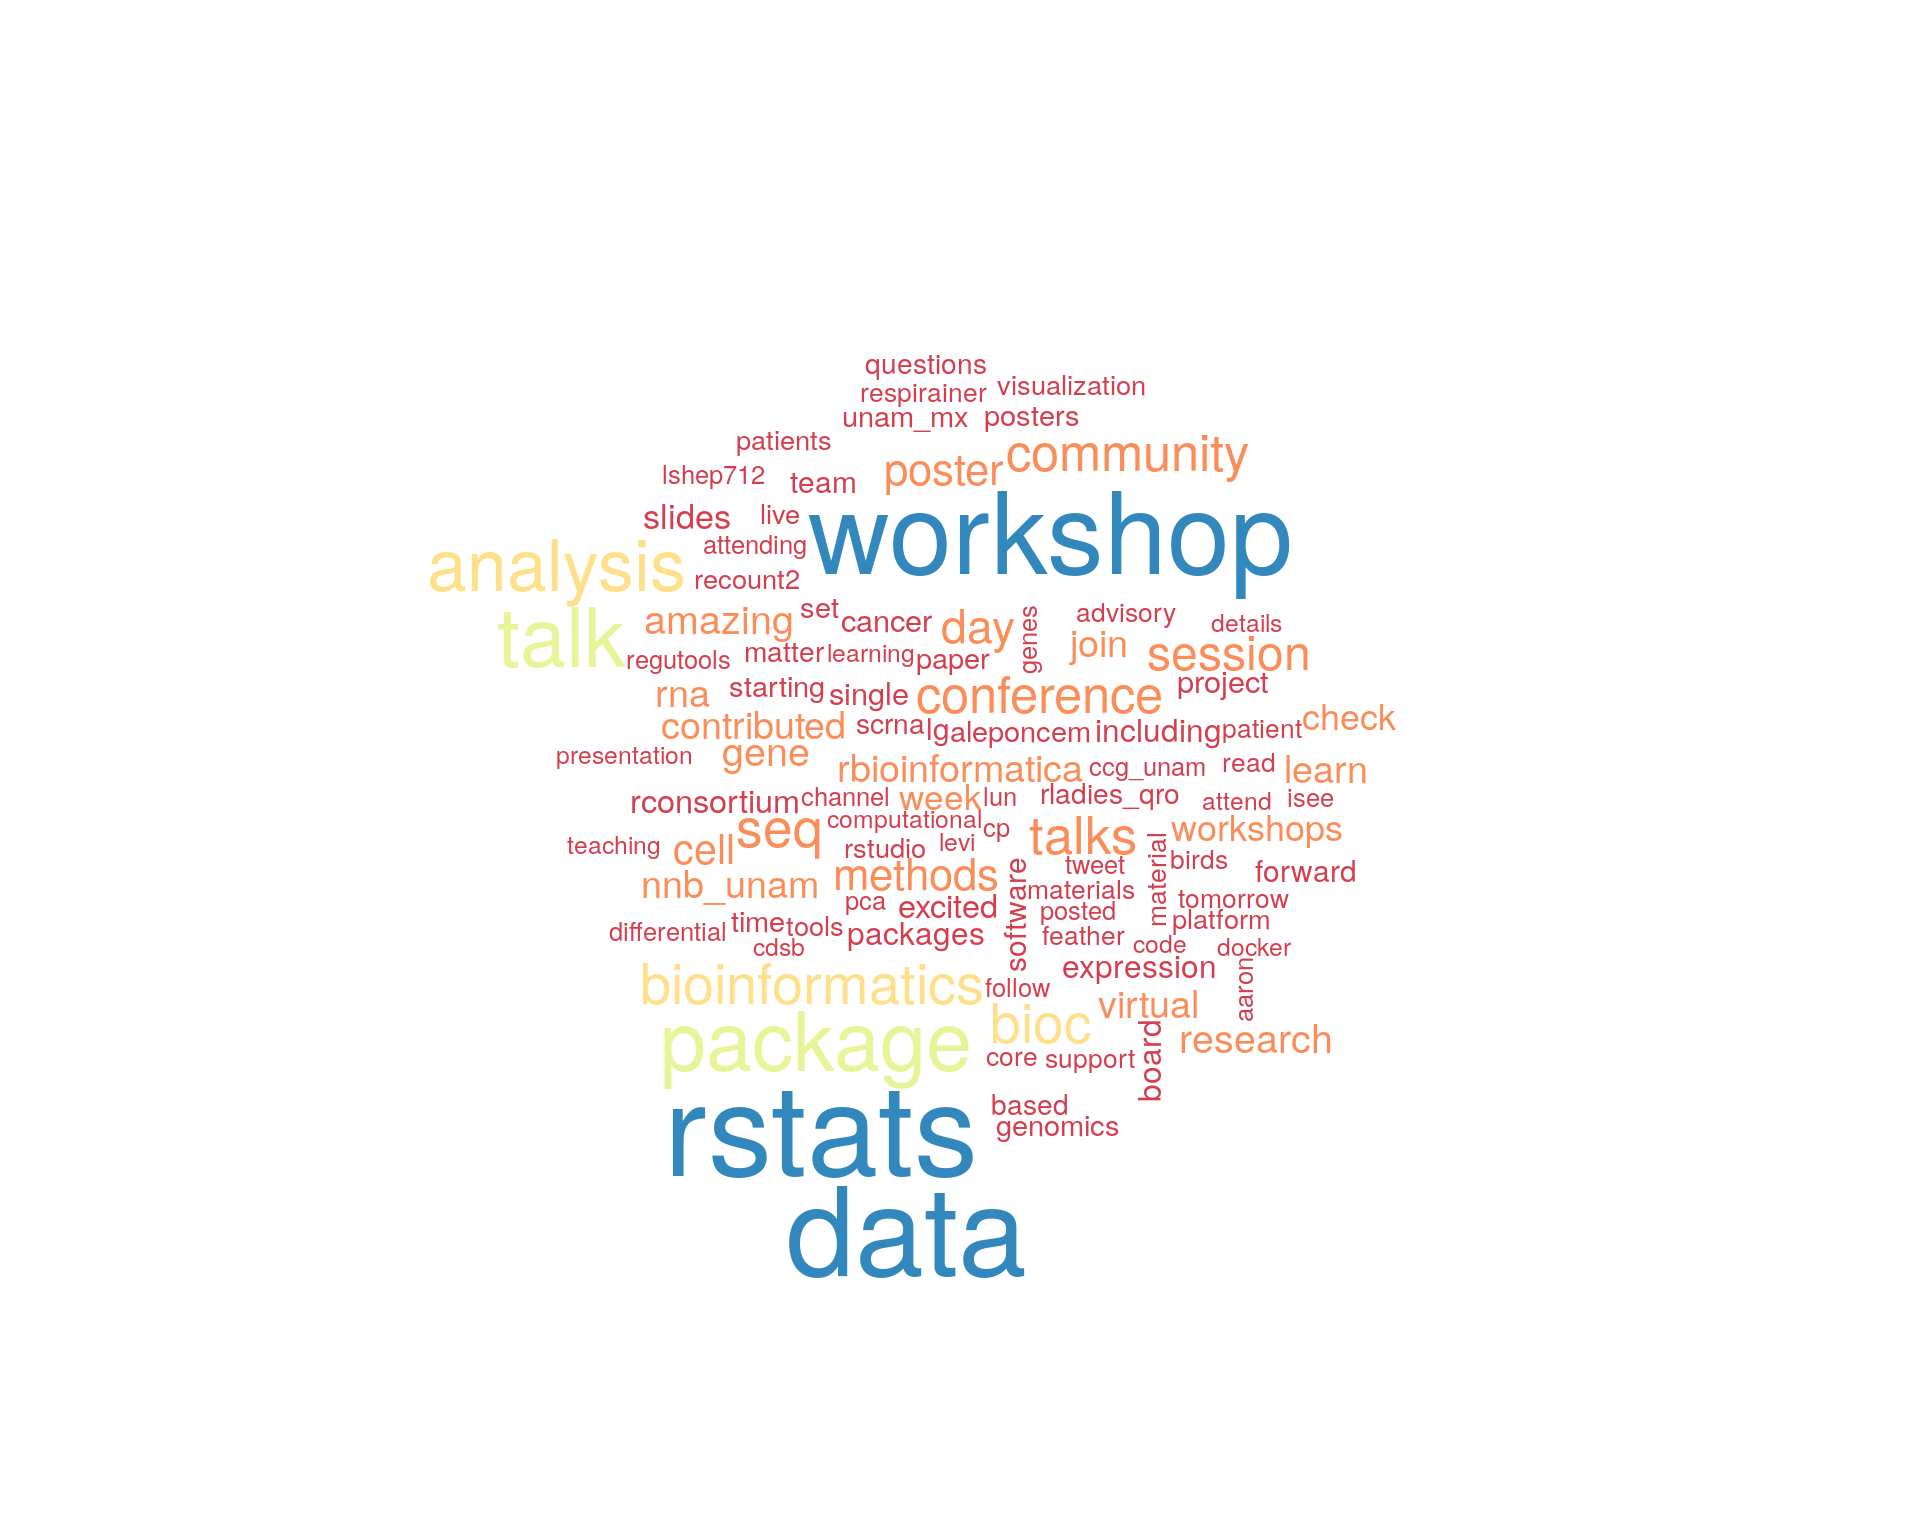 questions
respirainer visualization
unam_mx posters
patients community
lshep712 team poster
slides live workshop
attending
analysis recount2
amazing set cancer day genes advisory details
talk regutools matter learning paper join session
rna starting single conference project
contributed scrna lgaleponcem including patient check
presentation gene rbioinformatica ccg_unam read learn
rconsortium channel week lun rladies_qro attend isee
teaching cell seq computational cp talks workshops
rstudio levi
nnb_unam methods software tweet material birds forward
pca excited materials tomorrow
differential time tools packages posted platform
cdsb feather code docker
bioinformatics follow expression aaron
package bioc virtual research
core support board
rstats based
genomics
data